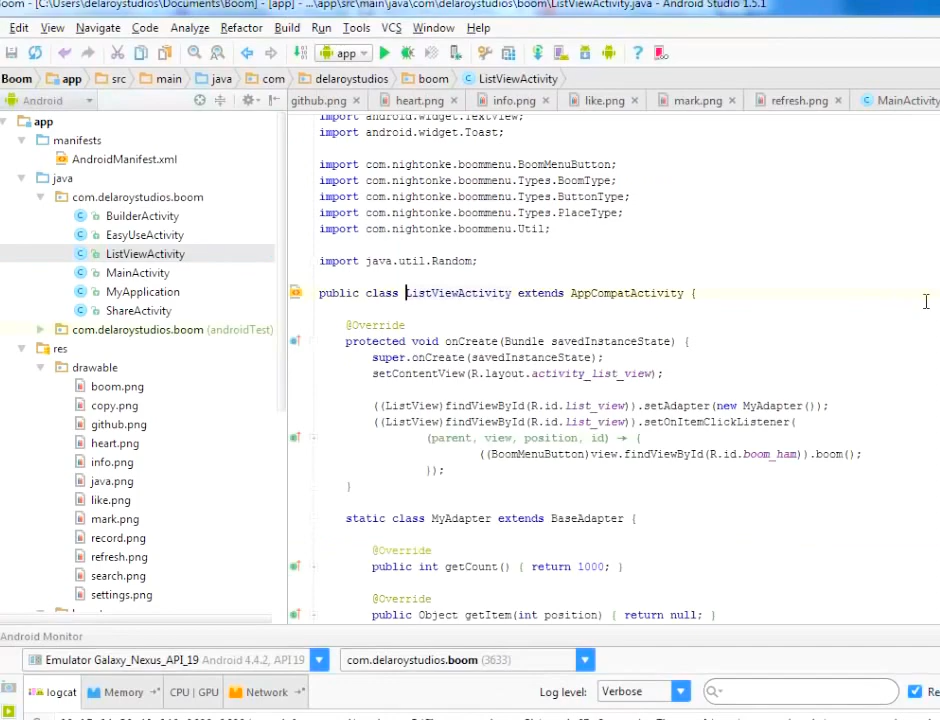 Boom - [C:\Users\delaroystudios\Documents\Boom] - [app] - ...\app\src\main\java\com\delaroystudios\boom\ListViewActivity.java - Android Studio 1.5.1
Edit View Navigate Code Analyze Refactor Build Run Tools VCS Window Help
app
Boom app src main java com delaroystudios boom ListViewActivity
Android github.png heart.png info.png like.png mark.png refresh.png MainActivity
app
manifests
AndroidManifest.xml
java
com.delaroystudios.boom
BuilderActivity
EasyUseActivity
ListViewActivity
MainActivity
MyApplication
ShareActivity
com.delaroystudios.boom (androidTest)
res
drawable
boom.png
copy.png
github.png
heart.png
info.png
java.png
like.png
mark.png
record.png
refresh.png
search.png
settings.png
import android.widget.TextView;
import android.widget.Toast;
import com.nightonke.boommenu.BoomMenuButton;
import com.nightonke.boommenu.Types.BoomType;
import com.nightonke.boommenu.Types.ButtonType;
import com.nightonke.boommenu.Types.PlaceType;
import com.nightonke.boommenu.Util;
import java.util.Random;
public class ListViewActivity extends AppCompatActivity {
@Override
protected void onCreate(Bundle savedInstanceState) {
super.onCreate(savedInstanceState);
setContentView(R.layout.activity_list_view);
((ListView)findViewById(R.id.list_view)).setAdapter(new MyAdapter());
((ListView)findViewById(R.id.list_view)).setOnItemClickListener(
(parent, view, position, id) → {
((BoomMenuButton)view.findViewById(R.id.boom_ham)).boom();
});
}
static class MyAdapter extends BaseAdapter {
@Override
public int getCount() { return 1000; }
@Override
public Object getItem(int position) { return null; }
Android Monitor
Emulator Galaxy_Nexus_API_19 Android 4.4.2, API 19 com.delaroystudios.boom (3633)
logcat Memory CPU | GPU Network Log level: Verbose Re